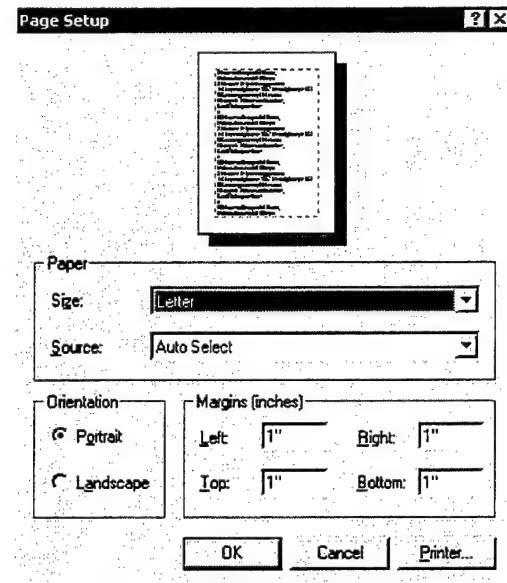 Page Setup
Paper
Size: Letter
Source: Auto Select
Orientation
Portrait
Landscape
Margins (inches)
Left: 1" Right: 1"
Top: 1" Bottom: 1"
OK Cancel Printer...